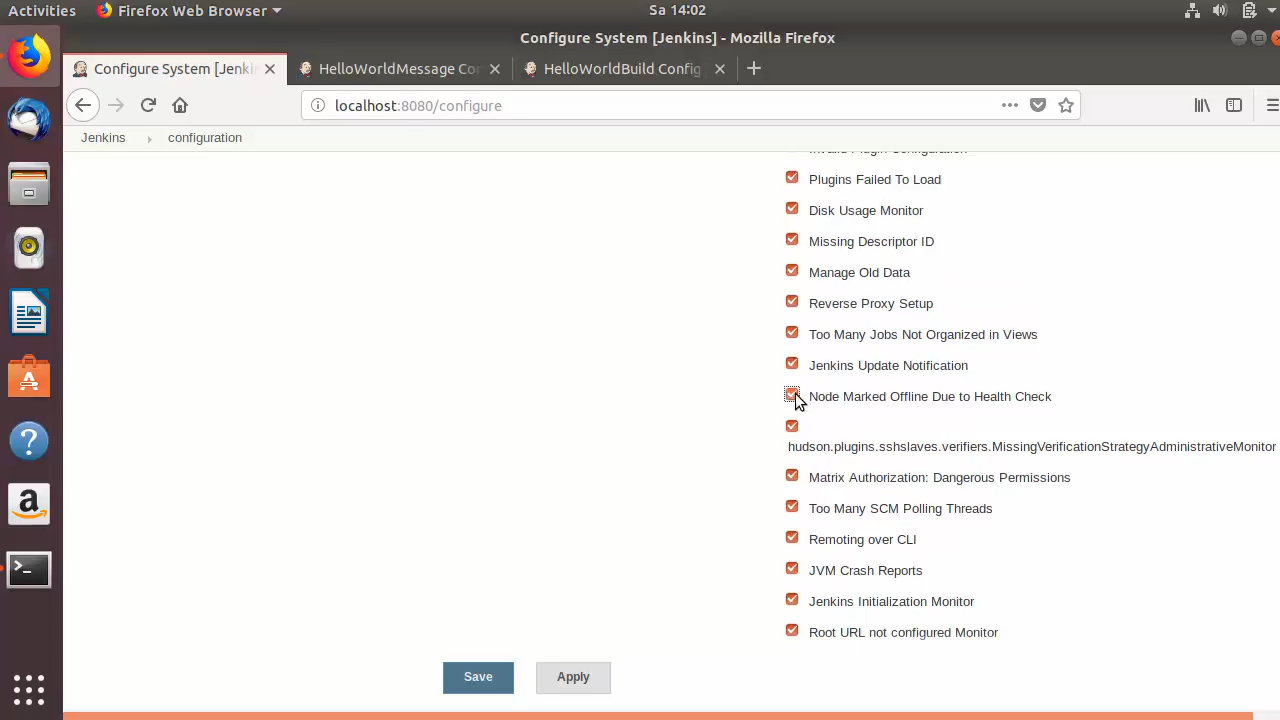 Activities
Firefox Web Browser
Sa 14:02
Configure System [Jenkins] - Mozilla Firefox
Configure System [Jenki
HelloWorldMessage Co
HelloWorldBuild Config
localhost:8080/configure
Jenkins
configuration
Invalid Plugin Configuration
Plugins Failed To Load
Disk Usage Monitor
Missing Descriptor ID
Manage Old Data
Reverse Proxy Setup
Too Many Jobs Not Organized in Views
Jenkins Update Notification
Node Marked Offline Due to Health Check
hudson.plugins.sshslaves.verifiers.MissingVerificationStrategyAdministrativeMonitor
Matrix Authorization: Dangerous Permissions
Too Many SCM Polling Threads
Remoting over CLI
JVM Crash Reports
Jenkins Initialization Monitor
Root URL not configured Monitor
Save
Apply